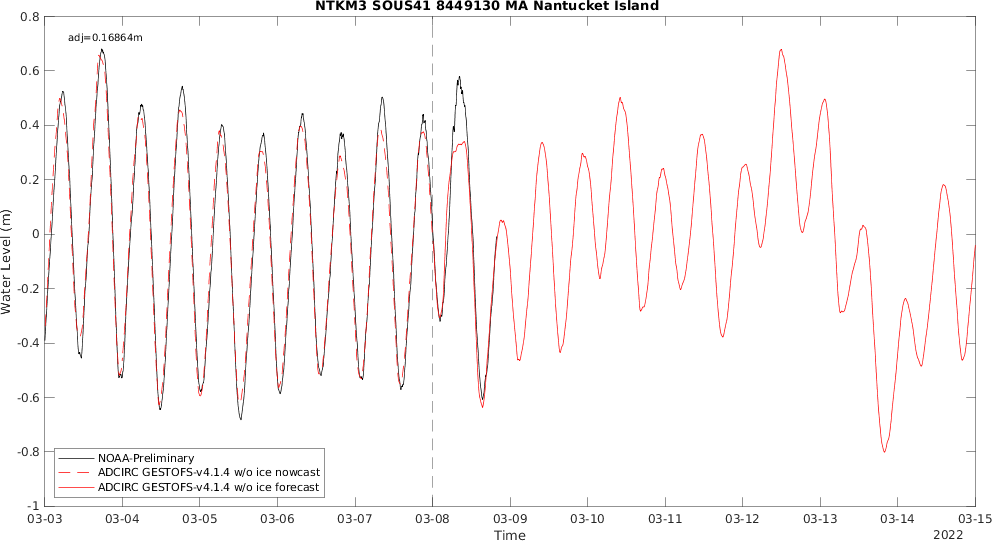 NTKM3 SOUS41 8449130 MA Nantucket Island
adj=0.16864m
0.8
0.6
0.4
0.2
0
-0.2
-0.4
-0.6
-0.8
-1
Water Level (m)
NOAA-Preliminary
ADCIRC GESTOFS-v4.1.4 w/o ice nowcast
ADCIRC GESTOFS-v4.1.4 w/o ice forecast
03-03 03-04 03-05 03-06 03-07 03-08 03-09 03-10 03-11 03-12 03-13 03-14 03-15
Time
2022